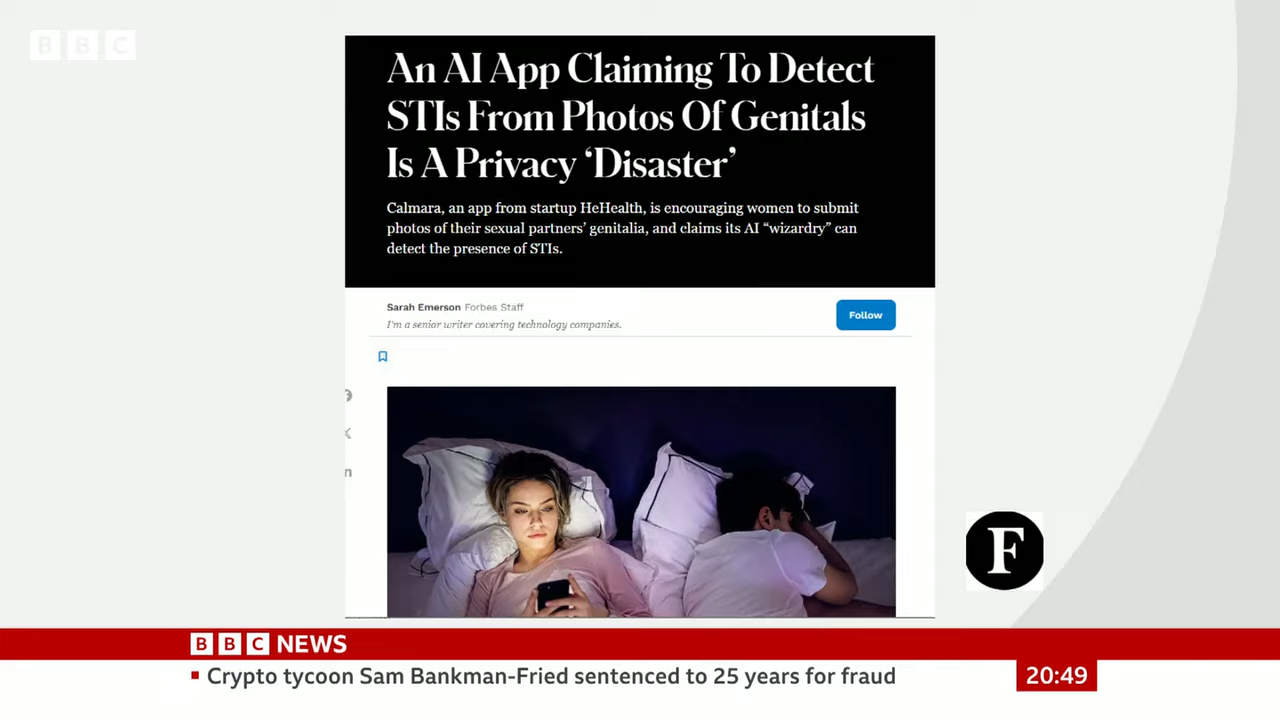 BBC
An AI App Claiming To Detect
STIs From Photos Of Genitals
Is A Privacy ‘Disaster’
Calmara, an app from startup HeHealth, is encouraging women to submit
photos of their sexual partners’ genitalia, and claims its AI “wizardry” can
detect the presence of STIs.
Sarah Emerson Forbes Staff
Follow
I'm a senior writer covering technology companies.
F
BBC NEWS
Crypto tycoon Sam Bankman-Fried sentenced to 25 years for fraud
20:49